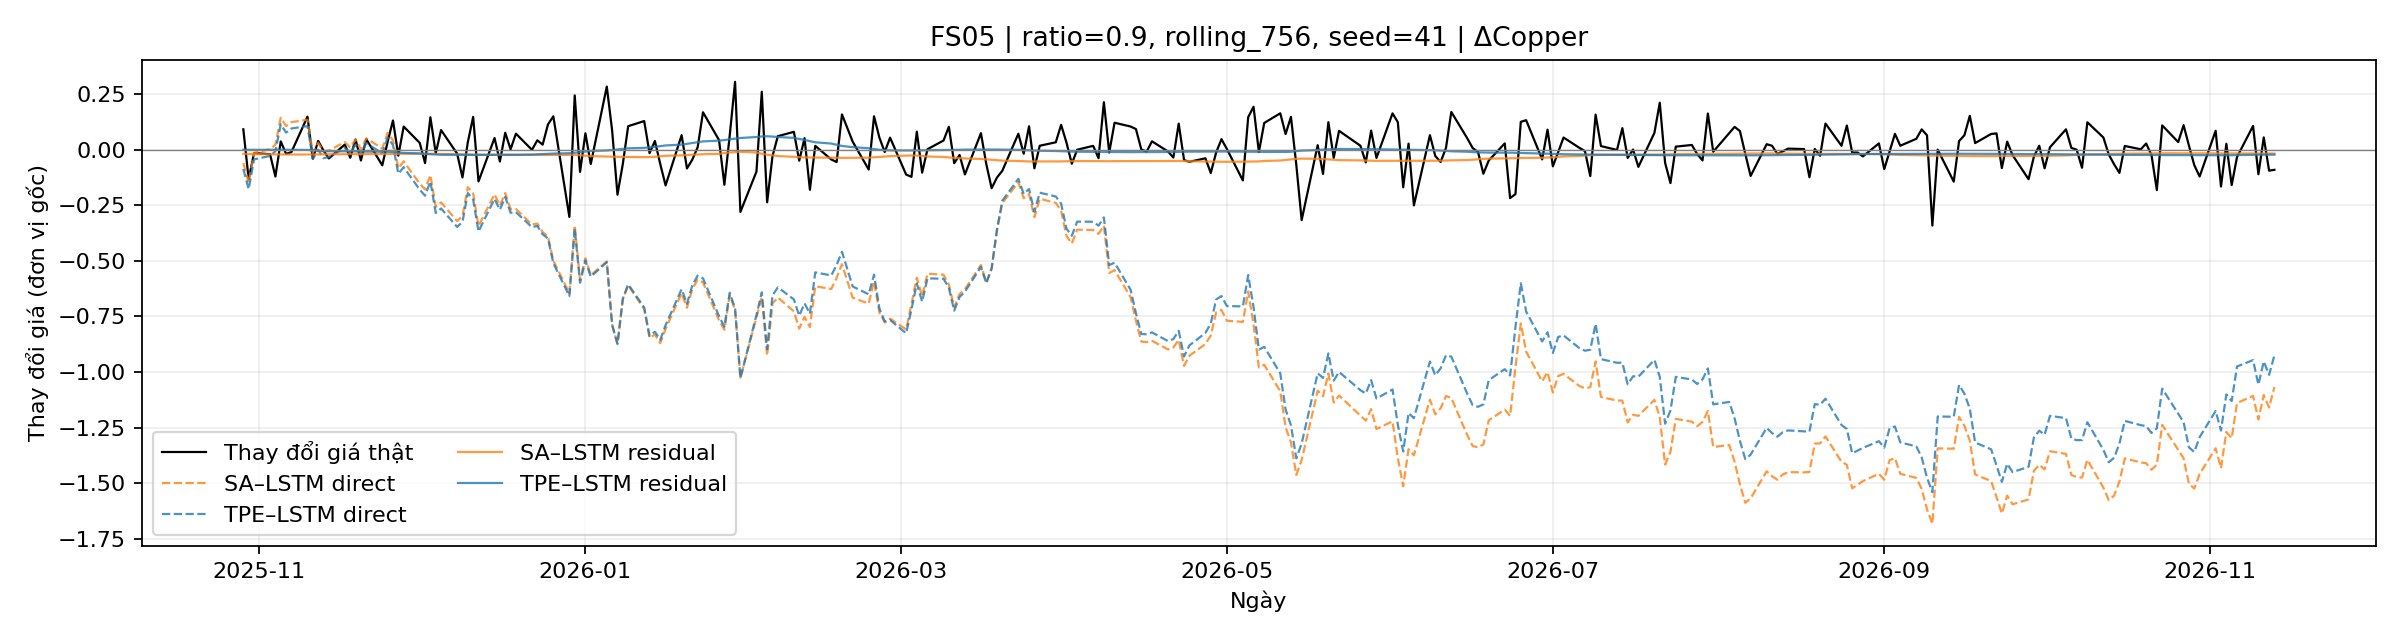 FS05 | ratio=0.9, rolling_756, seed=41 | ΔCopper
Thay đổi giá (đơn vị gốc)
0.25
0.00
−0.25
−0.50
−0.75
−1.00
−1.25
−1.50
−1.75
Thay đổi giá thật
SA–LSTM direct
TPE–LSTM direct
SA–LSTM residual
TPE–LSTM residual
2025-11
2026-01
2026-03
2026-05
2026-07
2026-09
2026-11
Ngày